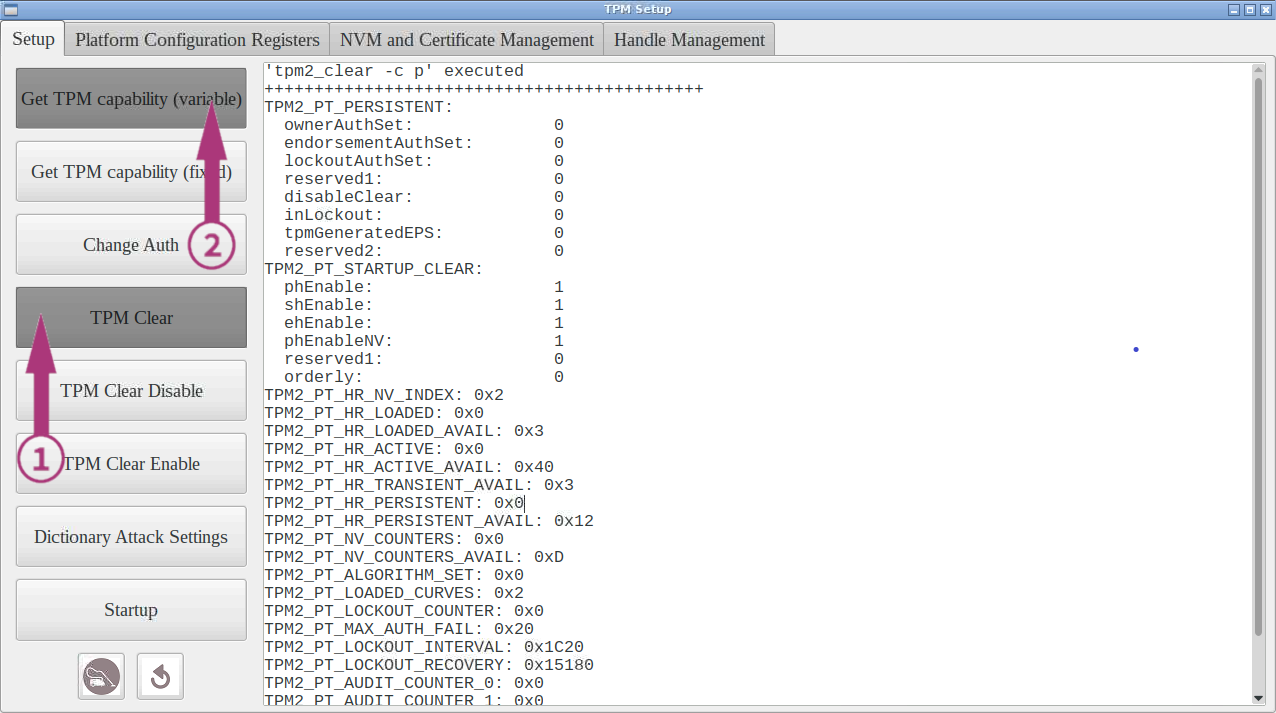 TPM Setup
Setup
Platform Configuration Registers
NVM and Certificate Management
Handle Management
Get TPM capability (variable)
Get TPM capability (fixed)
Change Auth
2
TPM Clear
TPM Clear Disable
1
TPM Clear Enable
Dictionary Attack Settings
Startup
'tpm2_clear -c p' executed
++++++++++++++++++++++++++++++++++++++++++++
TPM2_PT_PERSISTENT:
  ownerAuthSet:              0
  endorsementAuthSet:        0
  lockoutAuthSet:            0
  reserved1:                 0
  disableClear:              0
  inLockout:                 0
  tpmGeneratedEPS:           0
  reserved2:                 0
TPM2_PT_STARTUP_CLEAR:
  phEnable:                  1
  shEnable:                  1
  ehEnable:                  1
  phEnableNV:                1
  reserved1:                 0
  orderly:                   0
TPM2_PT_HR_NV_INDEX: 0x2
TPM2_PT_HR_LOADED: 0x0
TPM2_PT_HR_LOADED_AVAIL: 0x3
TPM2_PT_HR_ACTIVE: 0x0
TPM2_PT_HR_ACTIVE_AVAIL: 0x40
TPM2_PT_HR_TRANSIENT_AVAIL: 0x3
TPM2_PT_HR_PERSISTENT: 0x0
TPM2_PT_HR_PERSISTENT_AVAIL: 0x12
TPM2_PT_NV_COUNTERS: 0x0
TPM2_PT_NV_COUNTERS_AVAIL: 0xD
TPM2_PT_ALGORITHM_SET: 0x0
TPM2_PT_LOADED_CURVES: 0x2
TPM2_PT_LOCKOUT_COUNTER: 0x0
TPM2_PT_MAX_AUTH_FAIL: 0x20
TPM2_PT_LOCKOUT_INTERVAL: 0x1C20
TPM2_PT_LOCKOUT_RECOVERY: 0x15180
TPM2_PT_AUDIT_COUNTER_0: 0x0
TPM2_PT_AUDIT_COUNTER_1: 0x0